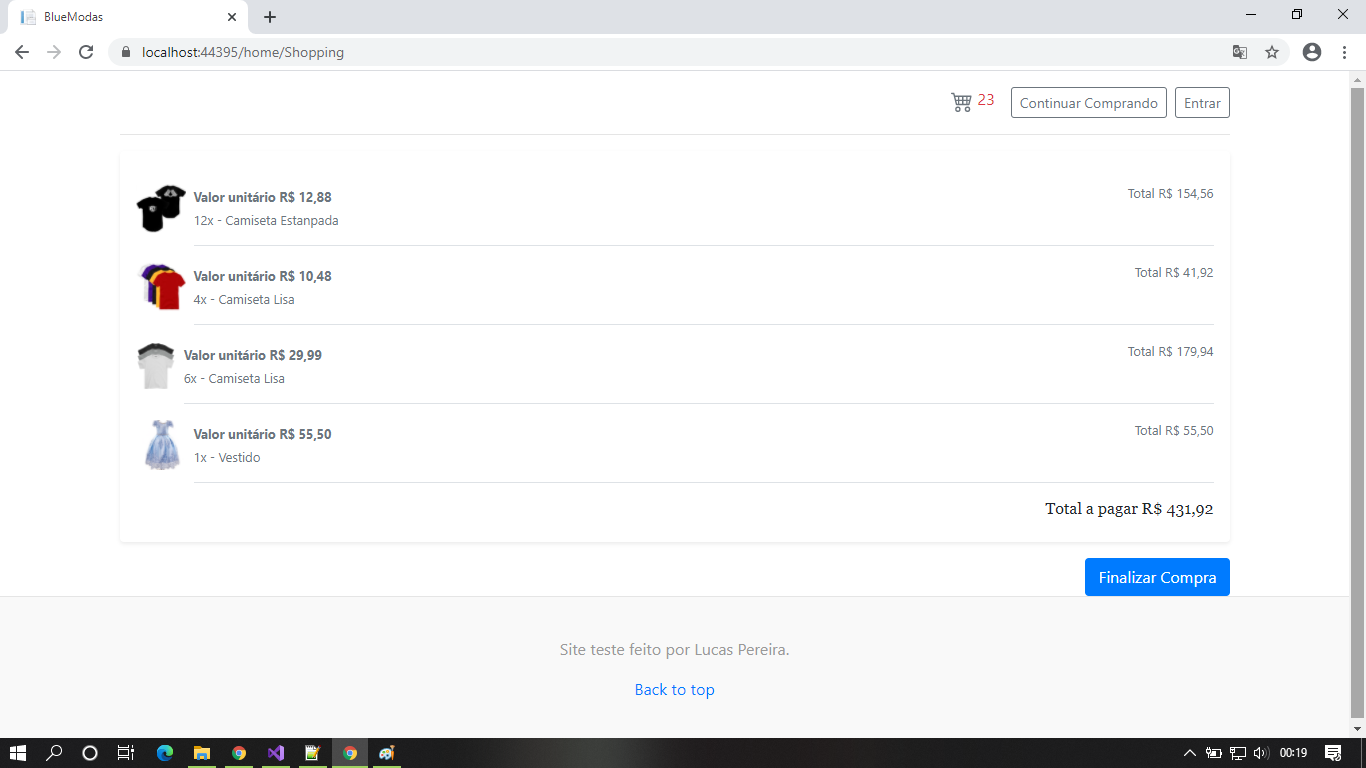 BlueModas
localhost:44395/home/Shopping
23
Continuar Comprando
Entrar
Valor unitário R$ 12,88
Total R$ 154,56
12x - Camiseta Estanpada
Valor unitário R$ 10,48
Total R$ 41,92
4x - Camiseta Lisa
Valor unitário R$ 29,99
Total R$ 179,94
6x - Camiseta Lisa
Valor unitário R$ 55,50
Total R$ 55,50
1x - Vestido
Total a pagar R$ 431,92
Finalizar Compra
Site teste feito por Lucas Pereira.
Back to top
00:19